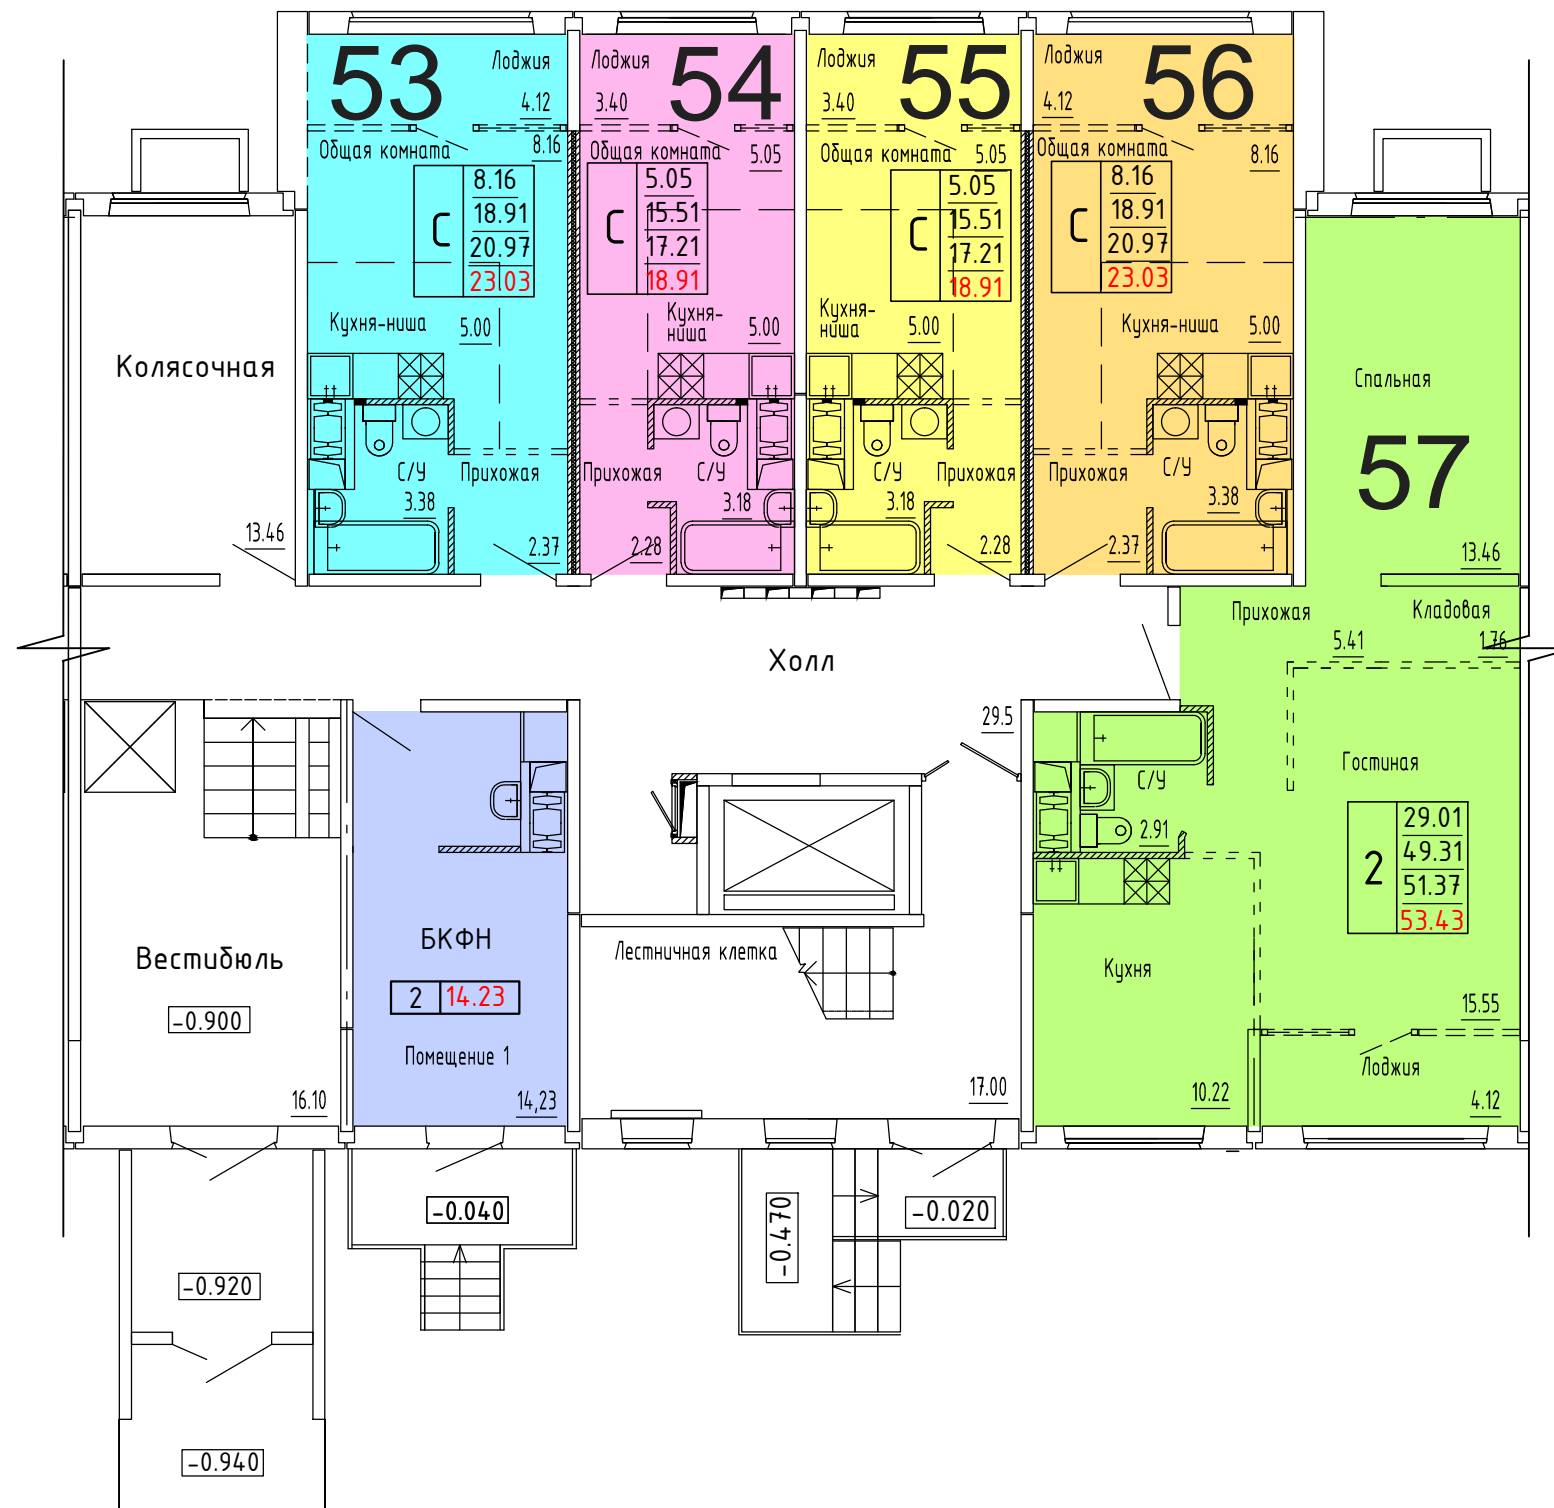 53
Лоджия
4.12
8.16
Общая комната
С
8.16
18.91
20.97
23.03
Кухня-ниша
5.00
С/У
3.38
Прихожая
2.37
54
Лоджия
3.40
Общая комната
5.05
С
5.05
15.51
17.21
18.91
Кухня-
ниша
5.00
Прихожая
2.28
С/У
3.18
55
Лоджия
3.40
Общая комната
5.05
С
5.05
15.51
17.21
18.91
Кухня-
ниша
5.00
С/У
3.18
Прихожая
2.28
56
Лоджия
4.12
Общая комната
8.16
С
8.16
18.91
20.97
23.03
Кухня-ниша
5.00
Прихожая
2.37
С/У
3.38
Колясочная
13.46
Спальная
57
13.46
Прихожая
5.41
Кладовая
1.76
Холл
29.5
С/У
2.91
Гостиная
2
29.01
49.31
51.37
53.43
Кухня
10.22
15.55
Лоджия
4.12
Вестибюль
-0.900
16.10
БКФН
2
14.23
Помещение 1
14,23
Лестничная клетка
17.00
-0.040
-0.470
-0.020
-0.920
-0.940